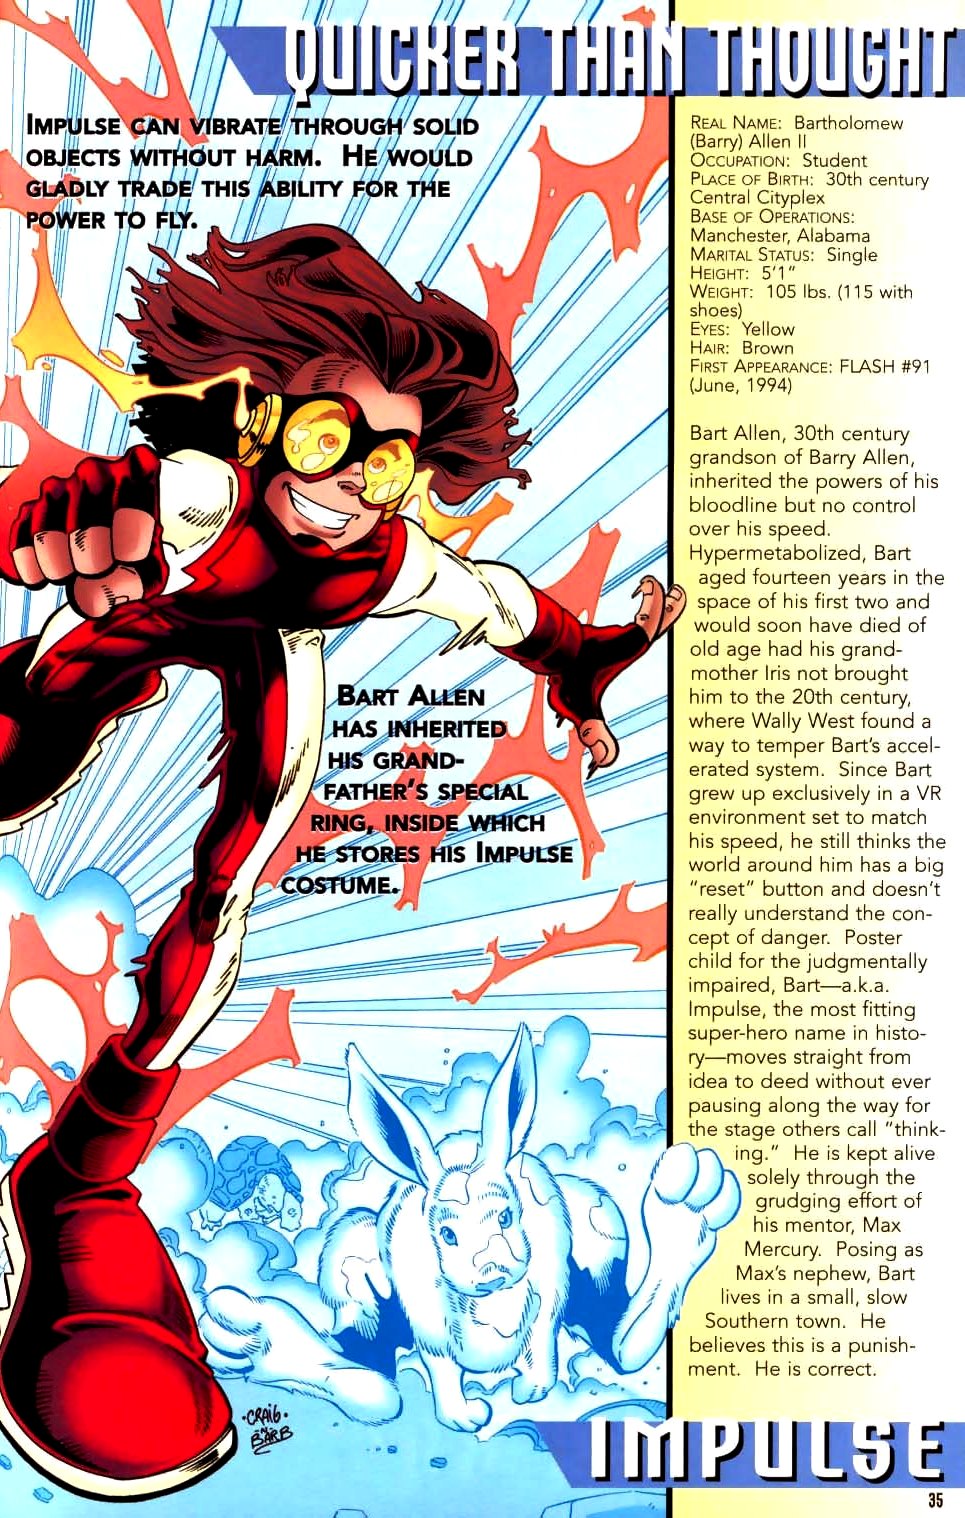 QUICKER THAN THOUGHT
IMPULSE CAN VIBRATE THROUGH SOLID
OBJECTS WITHOUT HARM. HE WOULD
GLADLY TRADE THIS ABILITY FOR THE
POWER TO FLY.
BART ALLEN
HAS INHERITED
HIS GRAND-
FATHER'S SPECIAL
RING, INSIDE WHICH
HE STORES HIS IMPULSE
COSTUME.
REAL NAME: Bartholomew
(Barry) Allen II
OCCUPATION: Student
PLACE OF BIRTH: 30th century
Central Cityplex
BASE OF OPERATIONS:
Manchester, Alabama
MARITAL STATUS: Single
HEIGHT: 5'1"
WEIGHT: 105 lbs. (115 with
shoes)
EYES: Yellow
HAIR: Brown
FIRST APPEARANCE: FLASH #91
(June, 1994)
Bart Allen, 30th century
grandson of Barry Allen,
inherited the powers of his
bloodline but no control
over his speed.
Hypermetabolized, Bart
aged fourteen years in the
space of his first two and
would soon have died of
old age had his grand-
mother Iris not brought
him to the 20th century,
where Wally West found a
way to temper Bart's accel-
erated system. Since Bart
grew up exclusively in a VR
environment set to match
his speed, he still thinks the
world around him has a big
"reset" button and doesn't
really understand the con-
cept of danger. Poster
child for the judgmentally
impaired, Bart—a.k.a.
Impulse, the most fitting
super-hero name in histo-
ry—moves straight from
idea to deed without ever
pausing along the way for
the stage others call "think-
ing." He is kept alive
solely through the
grudging effort of
his mentor, Max
Mercury. Posing as
Max's nephew, Bart
lives in a small, slow
Southern town. He
believes this is a punish-
ment. He is correct.
·CRAIG·
BARB
IMPULSE
35